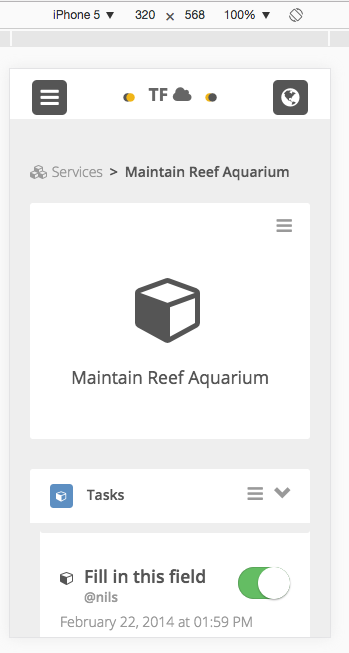 iPhone 5 ▼ 320 × 568 100% ▼
TF
Services > Maintain Reef Aquarium
Maintain Reef Aquarium
Tasks
Fill in this field
@nils
February 22, 2014 at 01:59 PM